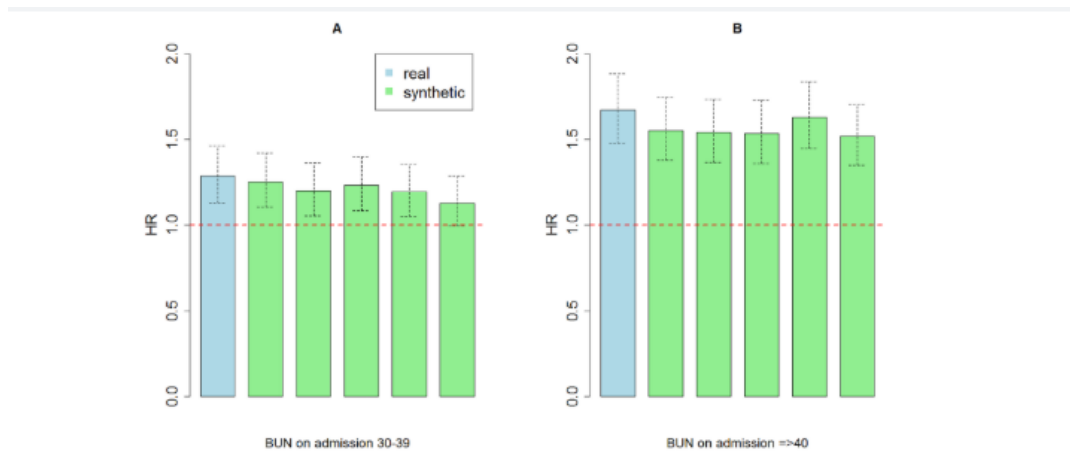 A
real
synthetic
HR
2.0
1.5
1.0
0.5
0.0
BUN on admission 30-39
B
HR
2.0
1.5
1.0
0.5
0.0
BUN on admission =>40